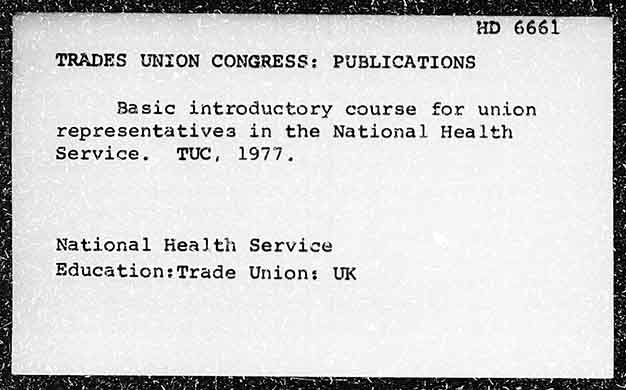 HD 6661
TRADES UNION CONGRESS: PUBLICATIONS
Basic introductory course for union
representatives in the National Health
Service. TUC, 1977.
National Health Service
Education:Trade Union: UK